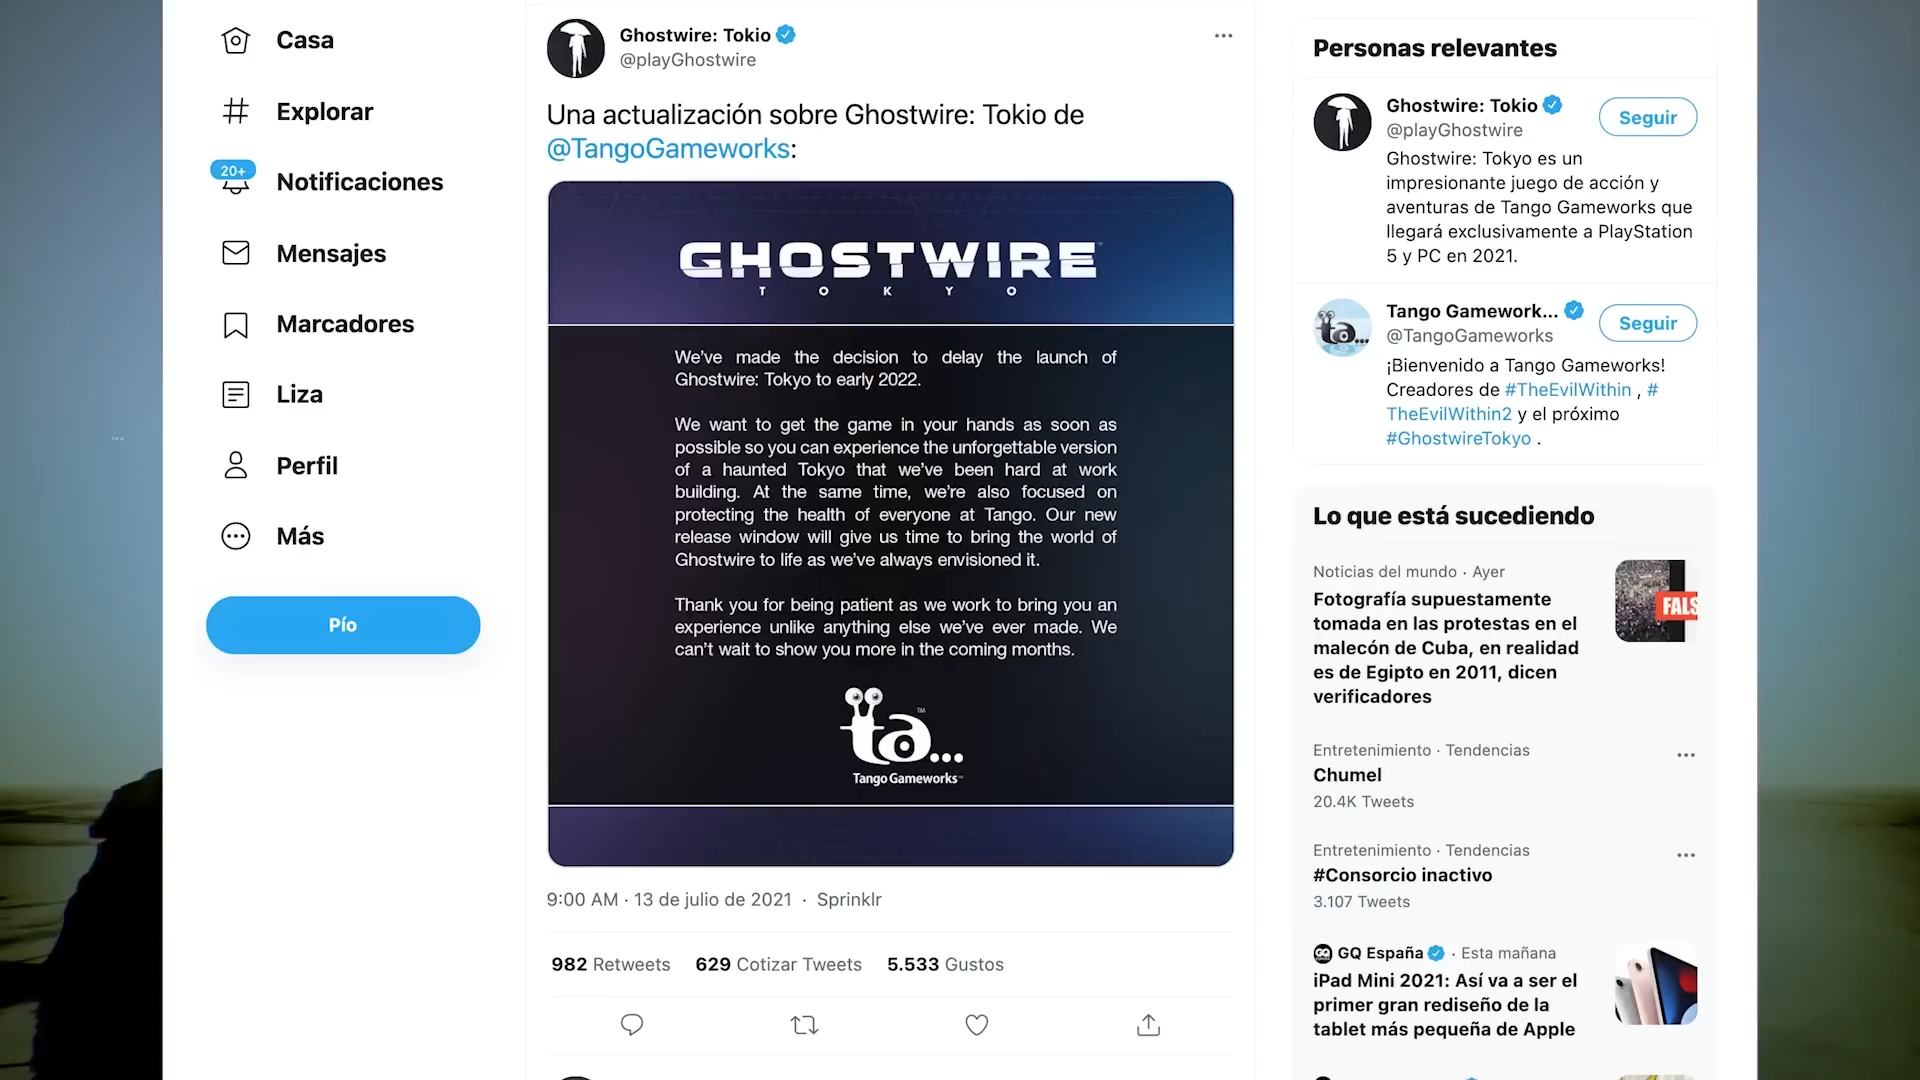 Casa
Explorar
20+
Notificaciones
Mensajes
Marcadores
Liza
Perfil
Más
Pío
Ghostwire: Tokio
@playGhostwire
Una actualización sobre Ghostwire: Tokio de
@TangoGameworks:
GHOSTWIRE
TOKYO
We've made the decision to delay the launch of
Ghostwire: Tokyo to early 2022.
We want to get the game in your hands as soon as
possible so you can experience the unforgettable version
of a haunted Tokyo that we've been hard at work
building. At the same time, we're also focused on
protecting the health of everyone at Tango. Our new
release window will give us time to bring the world of
Ghostwire to life as we've always envisioned it.
Thank you for being patient as we work to bring you an
experience unlike anything else we've ever made. We
can't wait to show you more in the coming months.
ta...™
Tango Gameworks™
9:00 AM · 13 de julio de 2021 · Sprinklr
982 Retweets 629 Cotizar Tweets 5.533 Gustos
Personas relevantes
Ghostwire: Tokio
@playGhostwire
Seguir
Ghostwire: Tokyo es un
impresionante juego de acción y
aventuras de Tango Gameworks que
llegará exclusivamente a PlayStation
5 y PC en 2021.
Tango Gamework...
@TangoGameworks
Seguir
ta...
¡Bienvenido a Tango Gameworks!
Creadores de #TheEvilWithin , #
TheEvilWithin2 y el próximo
#GhostwireTokyo .
Lo que está sucediendo
Noticias del mundo · Ayer
Fotografía supuestamente
tomada en las protestas en el
malecón de Cuba, en realidad
es de Egipto en 2011, dicen
verificadores
FALS
Entretenimiento · Tendencias
Chumel
20.4K Tweets
Entretenimiento · Tendencias
#Consorcio inactivo
3.107 Tweets
GQ GQ España · Esta mañana
iPad Mini 2021: Así va a ser el
primer gran rediseño de la
tablet más pequeña de Apple